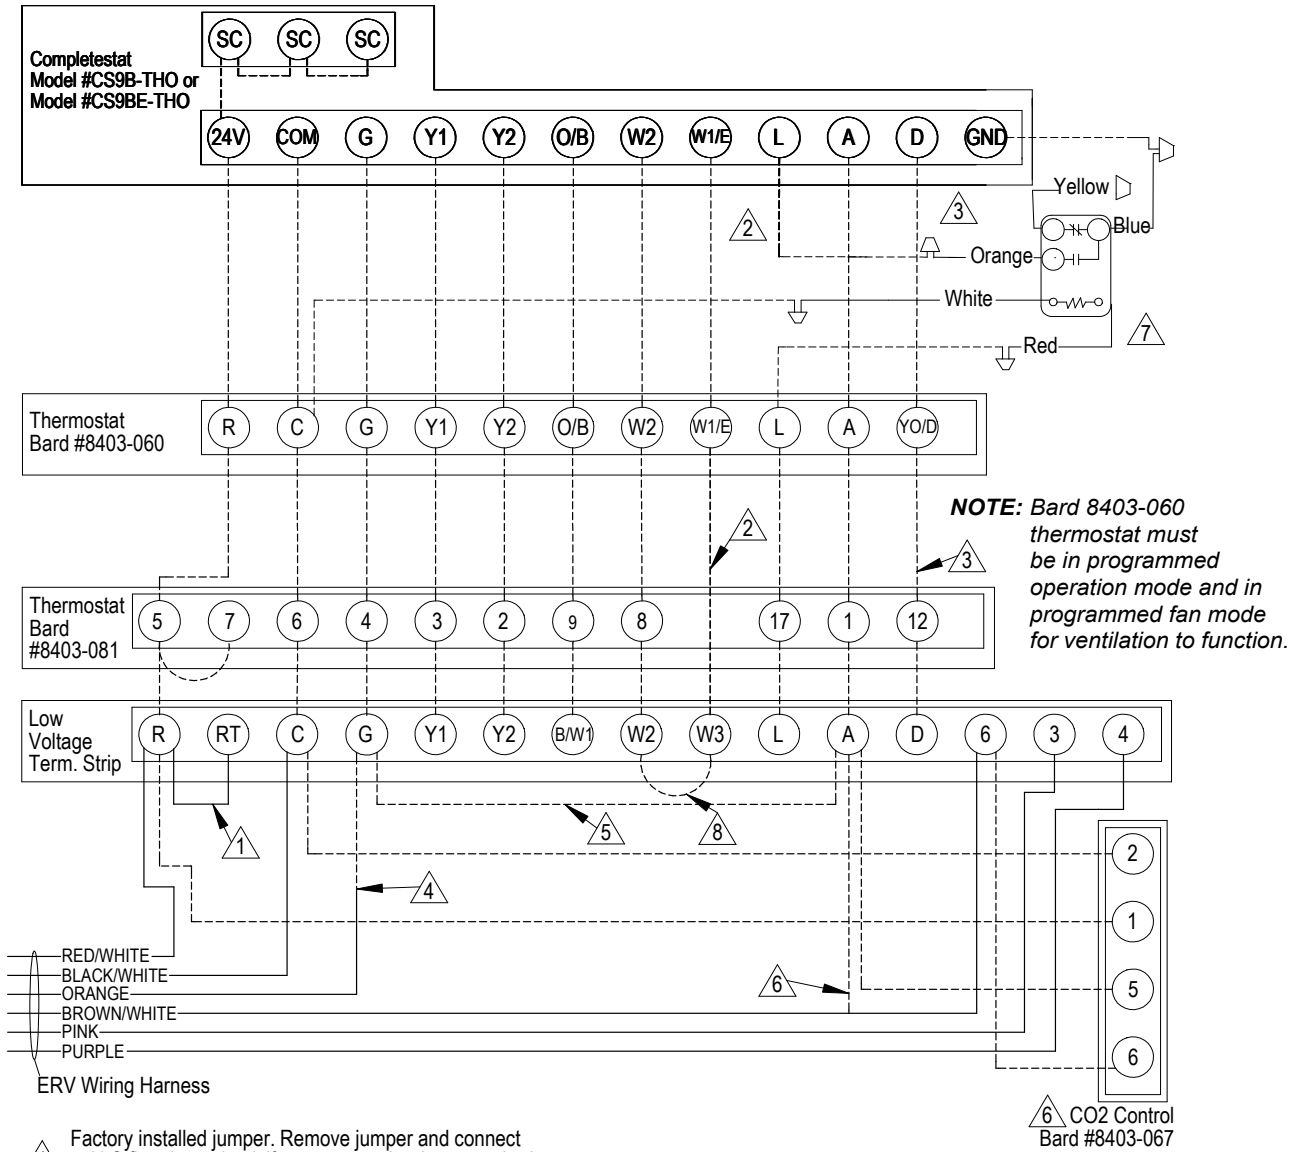 SC SC SC
Completestat
Model #CS9B-THO or
Model #CS9BE-THO
24V COM G Y1 Y2 O/B W2 W1/E L A D GND
Yellow
3
2
Blue
Orange
White
7
Red
Thermostat
Bard #8403-060
R C G Y1 Y2 O/B W2 W1/E L A YO/D
NOTE: Bard 8403-060
thermostat must
be in programmed
operation mode and in
programmed fan mode
for ventilation to function.
2
3
Thermostat
Bard
#8403-081
5 7 6 4 3 2 9 8 17 1 12
Low
Voltage
Term. Strip
R RT C G Y1 Y2 B/W1 W2 W3 L A D 6 3 4
1
5
8
2
4
1
RED/WHITE
BLACK/WHITE
ORANGE
BROWN/WHITE
PINK
PURPLE
6
5
6
ERV Wiring Harness
6 CO2 Control
Bard #8403-067
Factory installed jumper. Remove jumper and connect